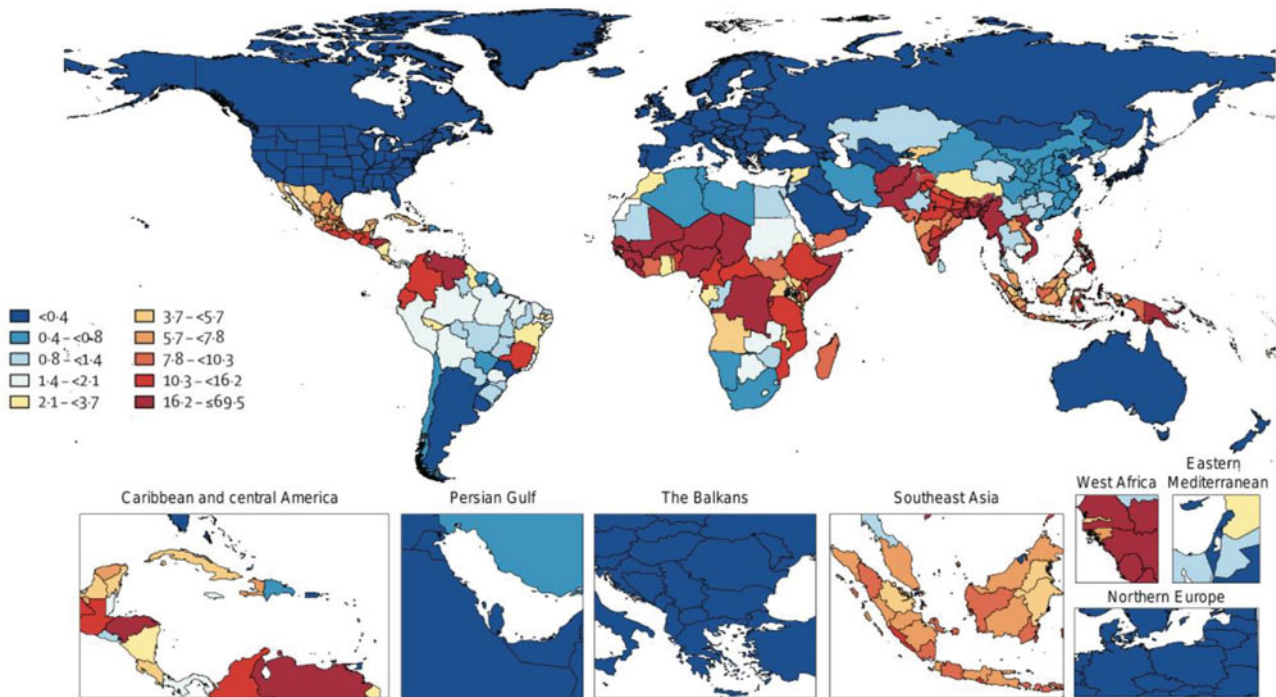 <0·4
0·4 – <0·8
0·8 – <1·4
1·4 – <2·1
2·1 – <3·7
3·7 – <5·7
5·7 – <7·8
7·8 – <10·3
10·3 – <16·2
16·2 – ≤69·5
Caribbean and central America
Persian Gulf
The Balkans
Southeast Asia
West Africa
Eastern
Mediterranean
Northern Europe